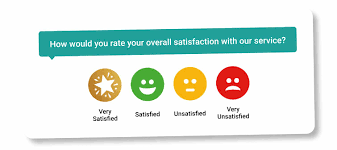 How would you rate your overall satisfaction with our service?
Very
Satisfied
Satisfied
Unsatisfied
Very
Unsatisfied